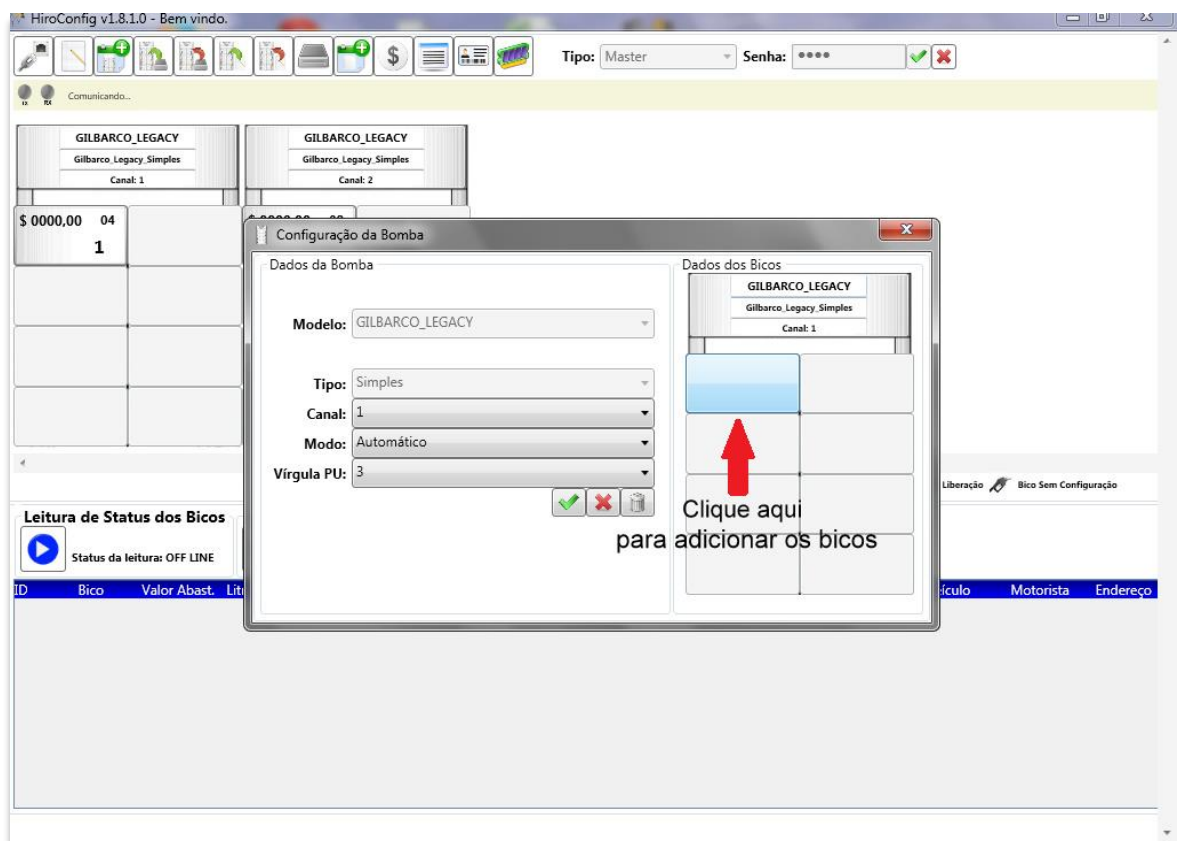 HiroConfig v1.8.1.0 - Bem vindo.
Tipo: Master Senha: ••••
TX RX Comunicando...
GILBARCO_LEGACY
Gilbarco_Legacy_Simples
Canal: 1
GILBARCO_LEGACY
Gilbarco_Legacy_Simples
Canal: 2
$ 0000,00 04
1
Configuração da Bomba
Dados da Bomba
Modelo: GILBARCO_LEGACY
Tipo: Simples
Canal: 1
Modo: Automático
Vírgula PU: 3
Dados dos Bicos
GILBARCO_LEGACY
Gilbarco_Legacy_Simples
Canal: 1
Clique aqui
para adicionar os bicos
Liberação Bico Sem Configuração
Leitura de Status dos Bicos
Status da leitura: OFF LINE
ID Bico Valor Abast. Motorista Endereço